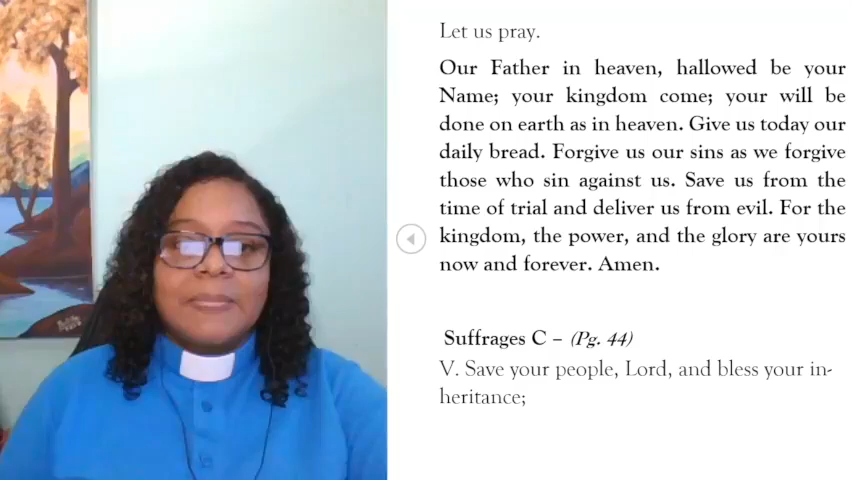 Let us pray.
Our Father in heaven, hallowed be your
Name; your kingdom come; your will be
done on earth as in heaven. Give us today our
daily bread. Forgive us our sins as we forgive
those who sin against us. Save us from the
time of trial and deliver us from evil. For the
kingdom, the power, and the glory are yours
now and forever. Amen.
Suffrages C – (Pg. 44)
V. Save your people, Lord, and bless your in-
heritance;